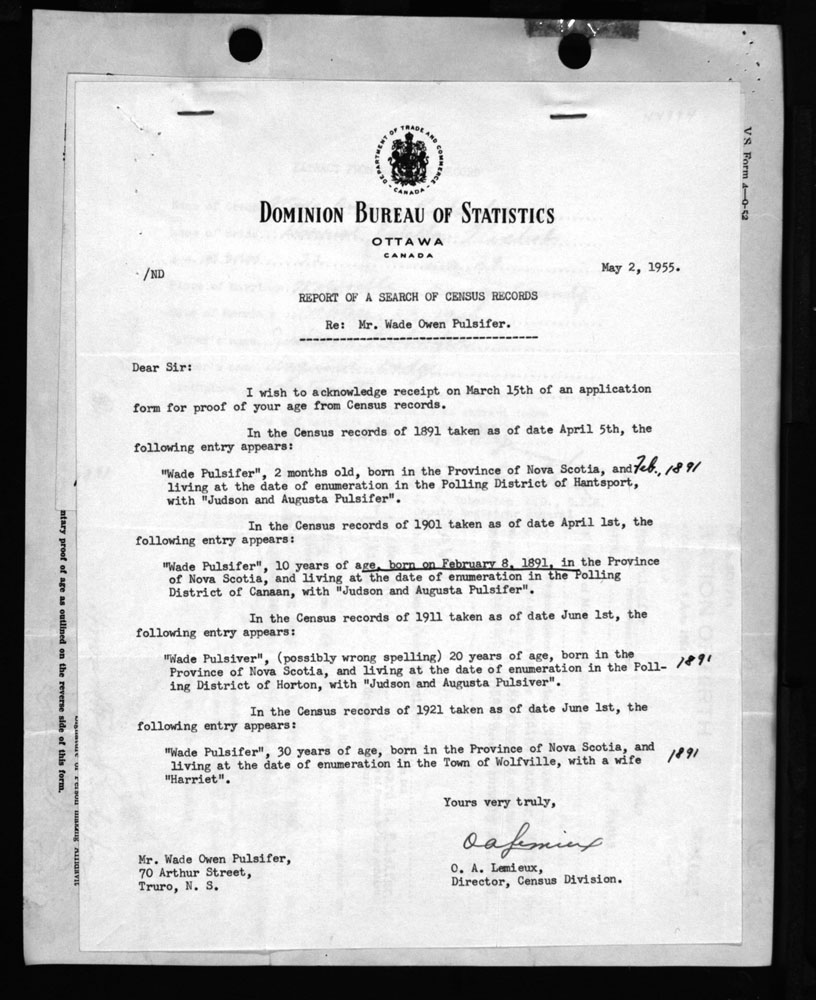 DEPARTMENT OF TRADE AND COMMERCE
CANADA
DOMINION BUREAU OF STATISTICS
OTTAWA
CANADA
/ND
May 2, 1955.
REPORT OF A SEARCH OF CENSUS RECORDS
Re: Mr. Wade Owen Pulsifer.
Dear Sir:
I wish to acknowledge receipt on March 15th of an application
form for proof of your age from Census records.
In the Census records of 1891 taken as of date April 5th, the
following entry appears:
"Wade Pulsifer", 2 months old, born in the Province of Nova Scotia, and Feb., 1891
living at the date of enumeration in the Polling District of Hantsport,
with "Judson and Augusta Pulsifer".
In the Census records of 1901 taken as of date April 1st, the
following entry appears:
"Wade Pulsifer", 10 years of age, born on February 8, 1891, in the Province
of Nova Scotia, and living at the date of enumeration in the Polling
District of Canaan, with "Judson and Augusta Pulsifer".
In the Census records of 1911 taken as of date June 1st, the
following entry appears:
"Wade Pulsiver", (possibly wrong spelling) 20 years of age, born in the
Province of Nova Scotia, and living at the date of enumeration in the Poll- 1891
ing District of Horton, with "Judson and Augusta Pulsiver".
In the Census records of 1921 taken as of date June 1st, the
following entry appears:
"Wade Pulsifer", 30 years of age, born in the Province of Nova Scotia, and
living at the date of enumeration in the Town of Wolfville, with a wife 1891
"Harriet".
Yours very truly,
O A Lemieux
Mr. Wade Owen Pulsifer,
70 Arthur Street,
Truro, N. S.
O. A. Lemieux,
Director, Census Division.
V.S. Form
ntary proof of age as outlined on the reverse side of this form.